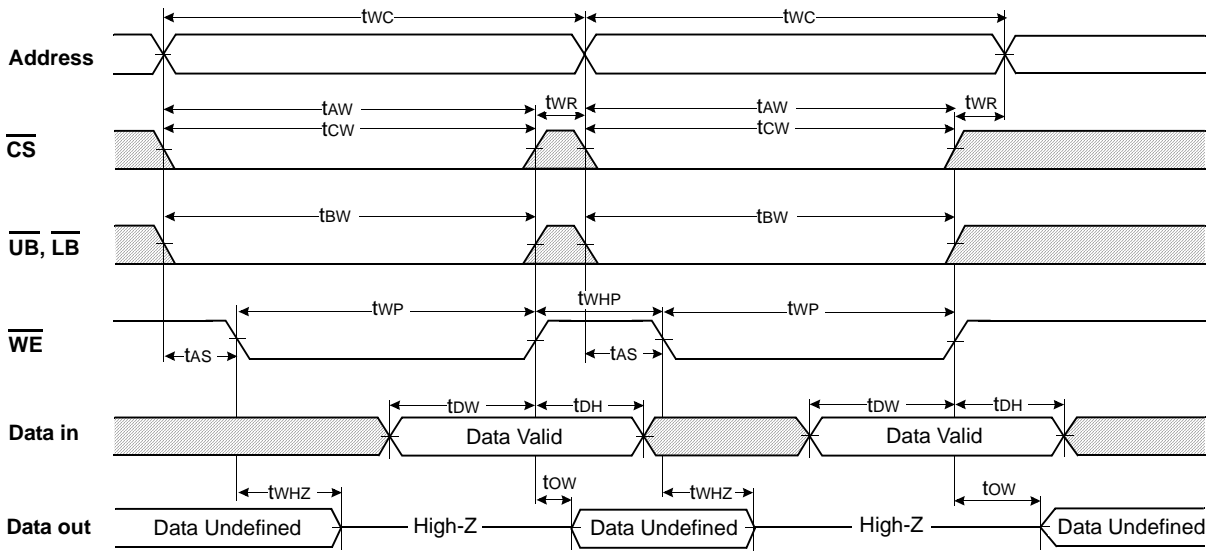 tWC tWC
Address
tAW tWR tAW tWR
tCW tCW
CS
tBW tBW
UB, LB
tWP tWHP tWP
WE
tAS tAS
tDW tDH tDW tDH
Data in Data Valid Data Valid
tWHZ tOW tWHZ tOW
Data out Data Undefined High-Z Data Undefined High-Z Data Undefined